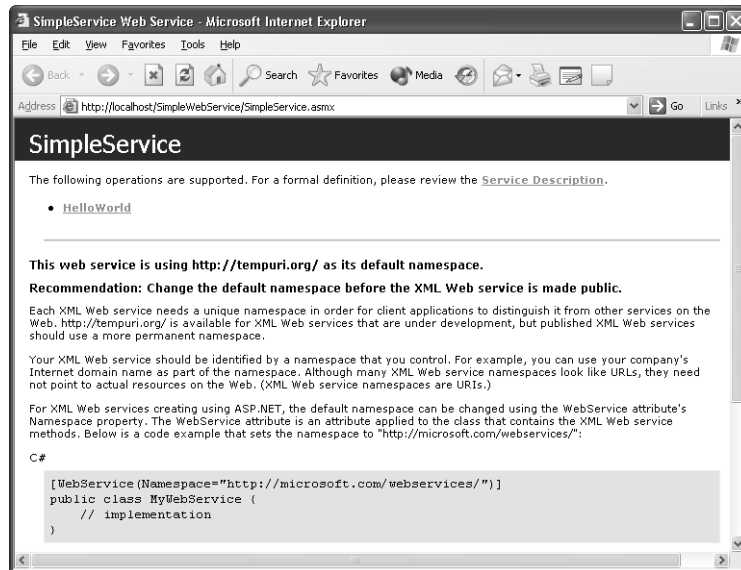 SimpleService Web Service - Microsoft Internet Explorer
File Edit View Favorites Tools Help
Back Search Favorites Media
Address http://localhost/SimpleWebService/SimpleService.asmx Go Links »
SimpleService
The following operations are supported. For a formal definition, please review the Service Description.
• HelloWorld
This web service is using http://tempuri.org/ as its default namespace.
Recommendation: Change the default namespace before the XML Web service is made public.
Each XML Web service needs a unique namespace in order for client applications to distinguish it from other services on the
Web. http://tempuri.org/ is available for XML Web services that are under development, but published XML Web services
should use a more permanent namespace.
Your XML Web service should be identified by a namespace that you control. For example, you can use your company's
Internet domain name as part of the namespace. Although many XML Web service namespaces look like URLs, they need
not point to actual resources on the Web. (XML Web service namespaces are URIs.)
For XML Web services creating using ASP.NET, the default namespace can be changed using the WebService attribute's
Namespace property. The WebService attribute is an attribute applied to the class that contains the XML Web service
methods. Below is a code example that sets the namespace to "http://microsoft.com/webservices/":
C#
[WebService(Namespace="http://microsoft.com/webservices/")]
public class MyWebService {
// implementation
}